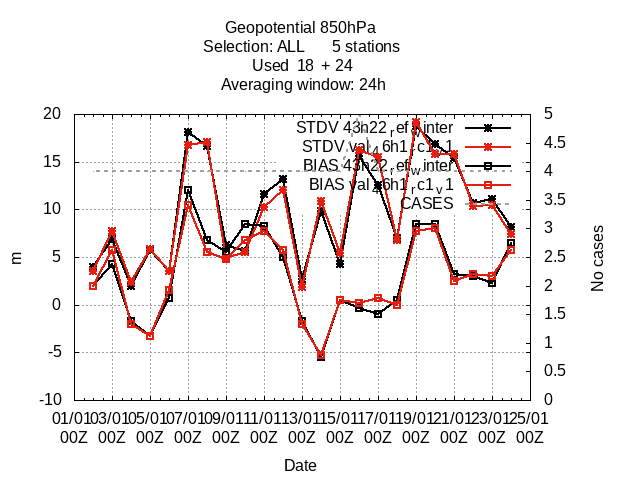 Geopotential 850hPa
Selection: ALL 5 stations
Used 18 + 24
Averaging window: 24h
STDV 43h22_ref_winter
STDV val_46h1_rc1_v1
BIAS 43h22_ref_winter
BIAS val_46h1_rc1_v1
CASES
20
15
10
5
0
-5
-10
m
5
4.5
4
3.5
3
2.5
2
1.5
1
0.5
0
No cases
01/01 03/01 05/01 07/01 09/01 11/01 13/01 15/01 17/01 19/01 21/01 23/01 25/01
00Z 00Z 00Z 00Z 00Z 00Z 00Z 00Z 00Z 00Z 00Z 00Z 00Z
Date